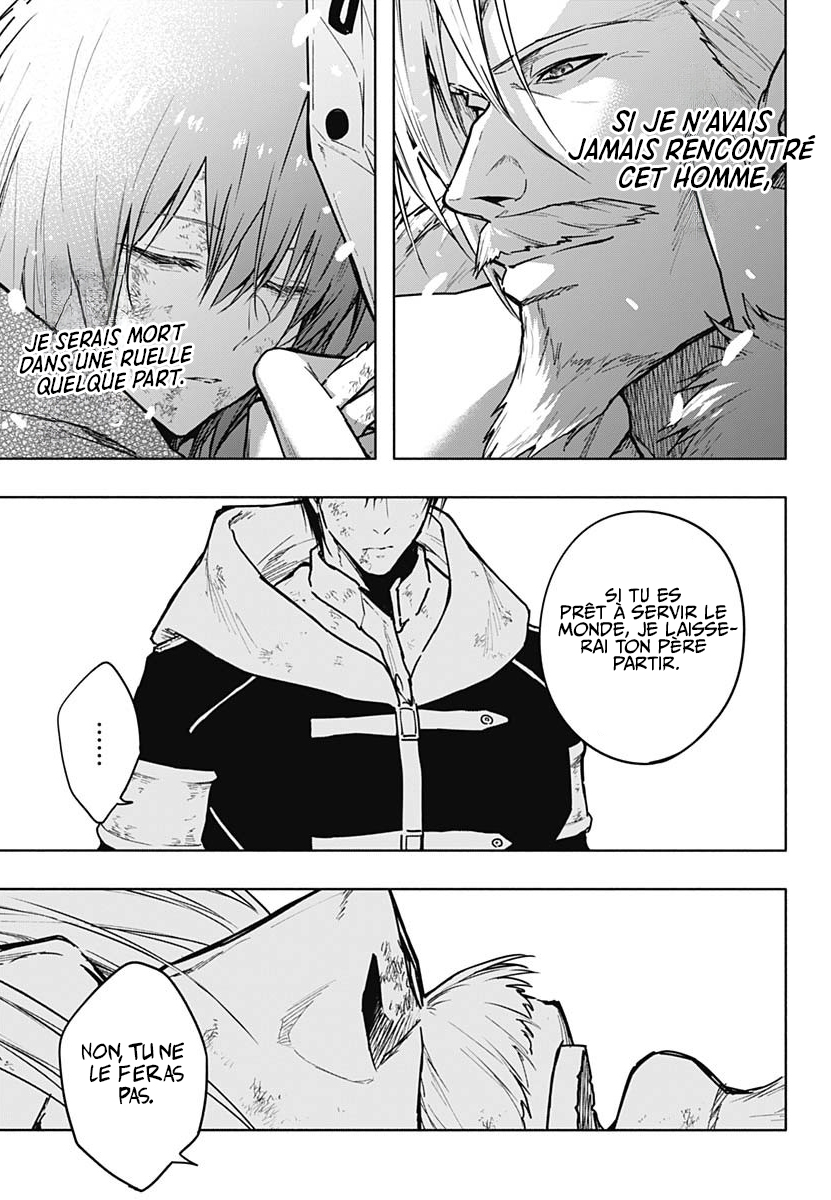 SI JE N'AVAIS
JAMAIS RENCONTRÉ
CET HOMME,
JE SERAIS MORT
DANS UNE RUELLE
QUELQUE PART.
SI TU ES
PRÊT À SERVIR LE
MONDE, JE LAISSE-
RAI TON PÈRE
PARTIR.
......
NON, TU NE
LE FERAS
PAS.